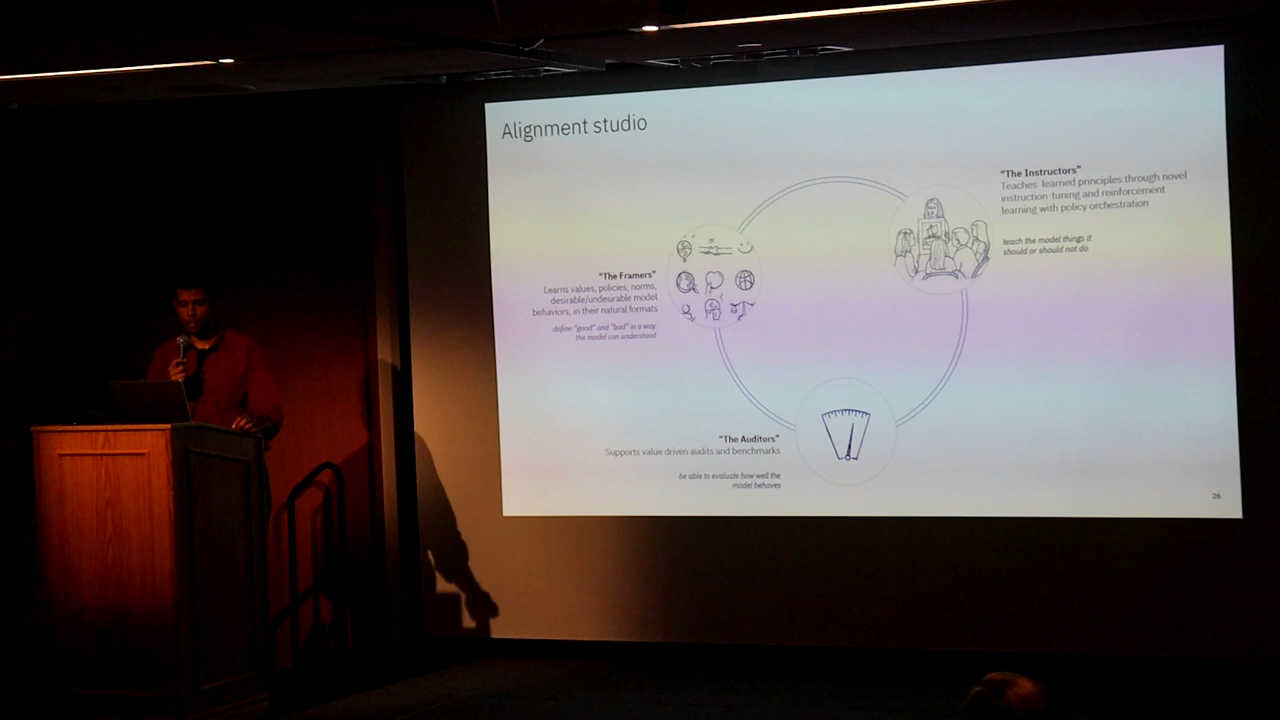 Alignment studio
"The Instructors"
Teaches learned principles through novel
instruction-tuning and reinforcement
learning with policy orchestration
teach the model things it
should or should not do
"The Framers"
Learns values, policies, norms,
desirable/undesirable model
behaviors, in their natural formats
define "good" and "bad" in a way
the model can understand
"The Auditors"
Supports value driven audits and benchmarks
be able to evaluate how well the
model behaves
26